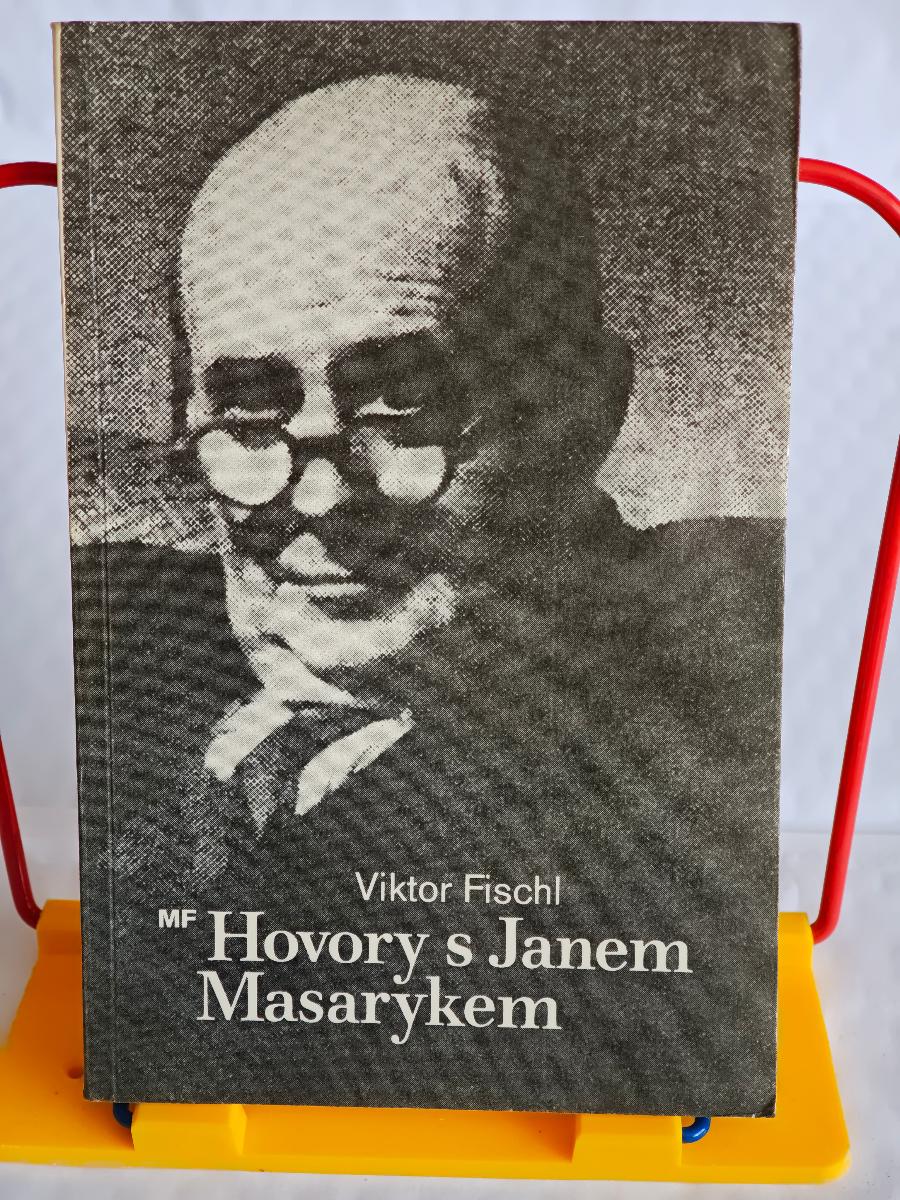 Viktor Fischl
MF Hovory s Janem
Masarykem